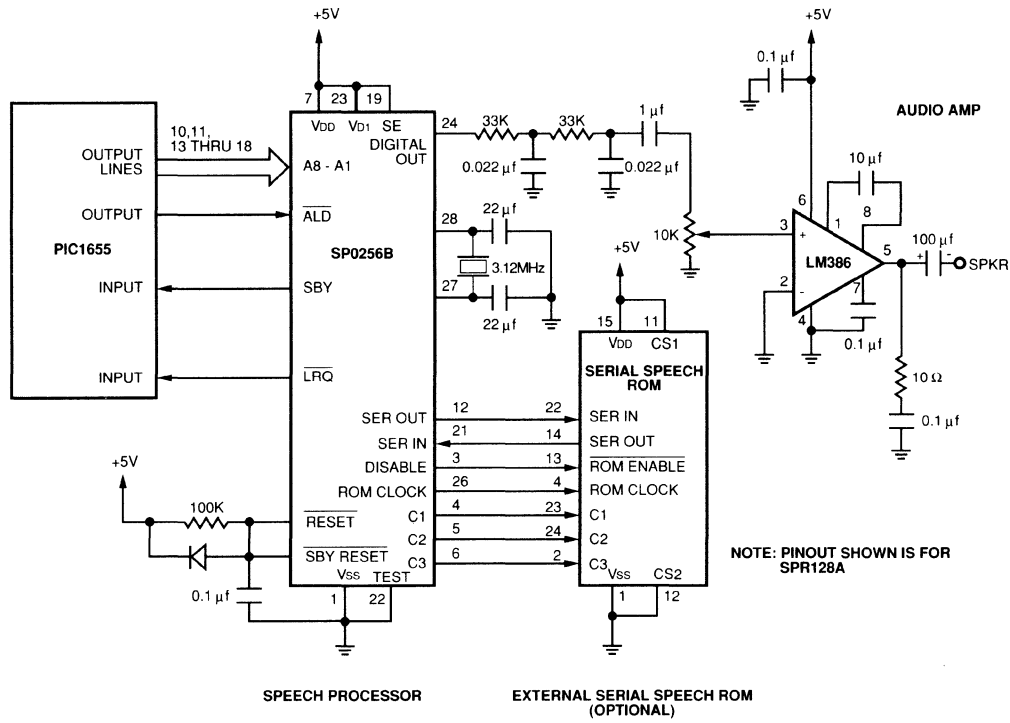 +5V
+5V
0.1 µf
7 23 19
VDD VD1 SE
24 33K 33K 1 µf
AUDIO AMP
DIGITAL
OUT
10,11,
13 THRU 18
OUTPUT
LINES
A8 - A1
0.022 µf 0.022 µf
10 µf
OUTPUT
ALD
28 22 µf
6 1 8
3 +
10K
PIC1655
SP0256B
3.12MHz
LM386
5 100 µf
+ -
SPKR
+5V
INPUT
SBY
27
22 µf
2 -
7
4
0.1 µf
15 11
VDD CS1
SERIAL SPEECH
ROM
INPUT
LRQ
10 Ω
0.1 µf
SER OUT 12 22 SER IN
SER IN 21 14 SER OUT
DISABLE 3 13 ROM ENABLE
ROM CLOCK 26 4 ROM CLOCK
C1 4 23 C1
C2 5 24 C2
C3 6 2 C3
+5V
100K
RESET
SBY RESET
0.1 µf
VSS TEST
1 22
VSS CS2
1 12
NOTE: PINOUT SHOWN IS FOR
SPR128A
SPEECH PROCESSOR
EXTERNAL SERIAL SPEECH ROM
(OPTIONAL)